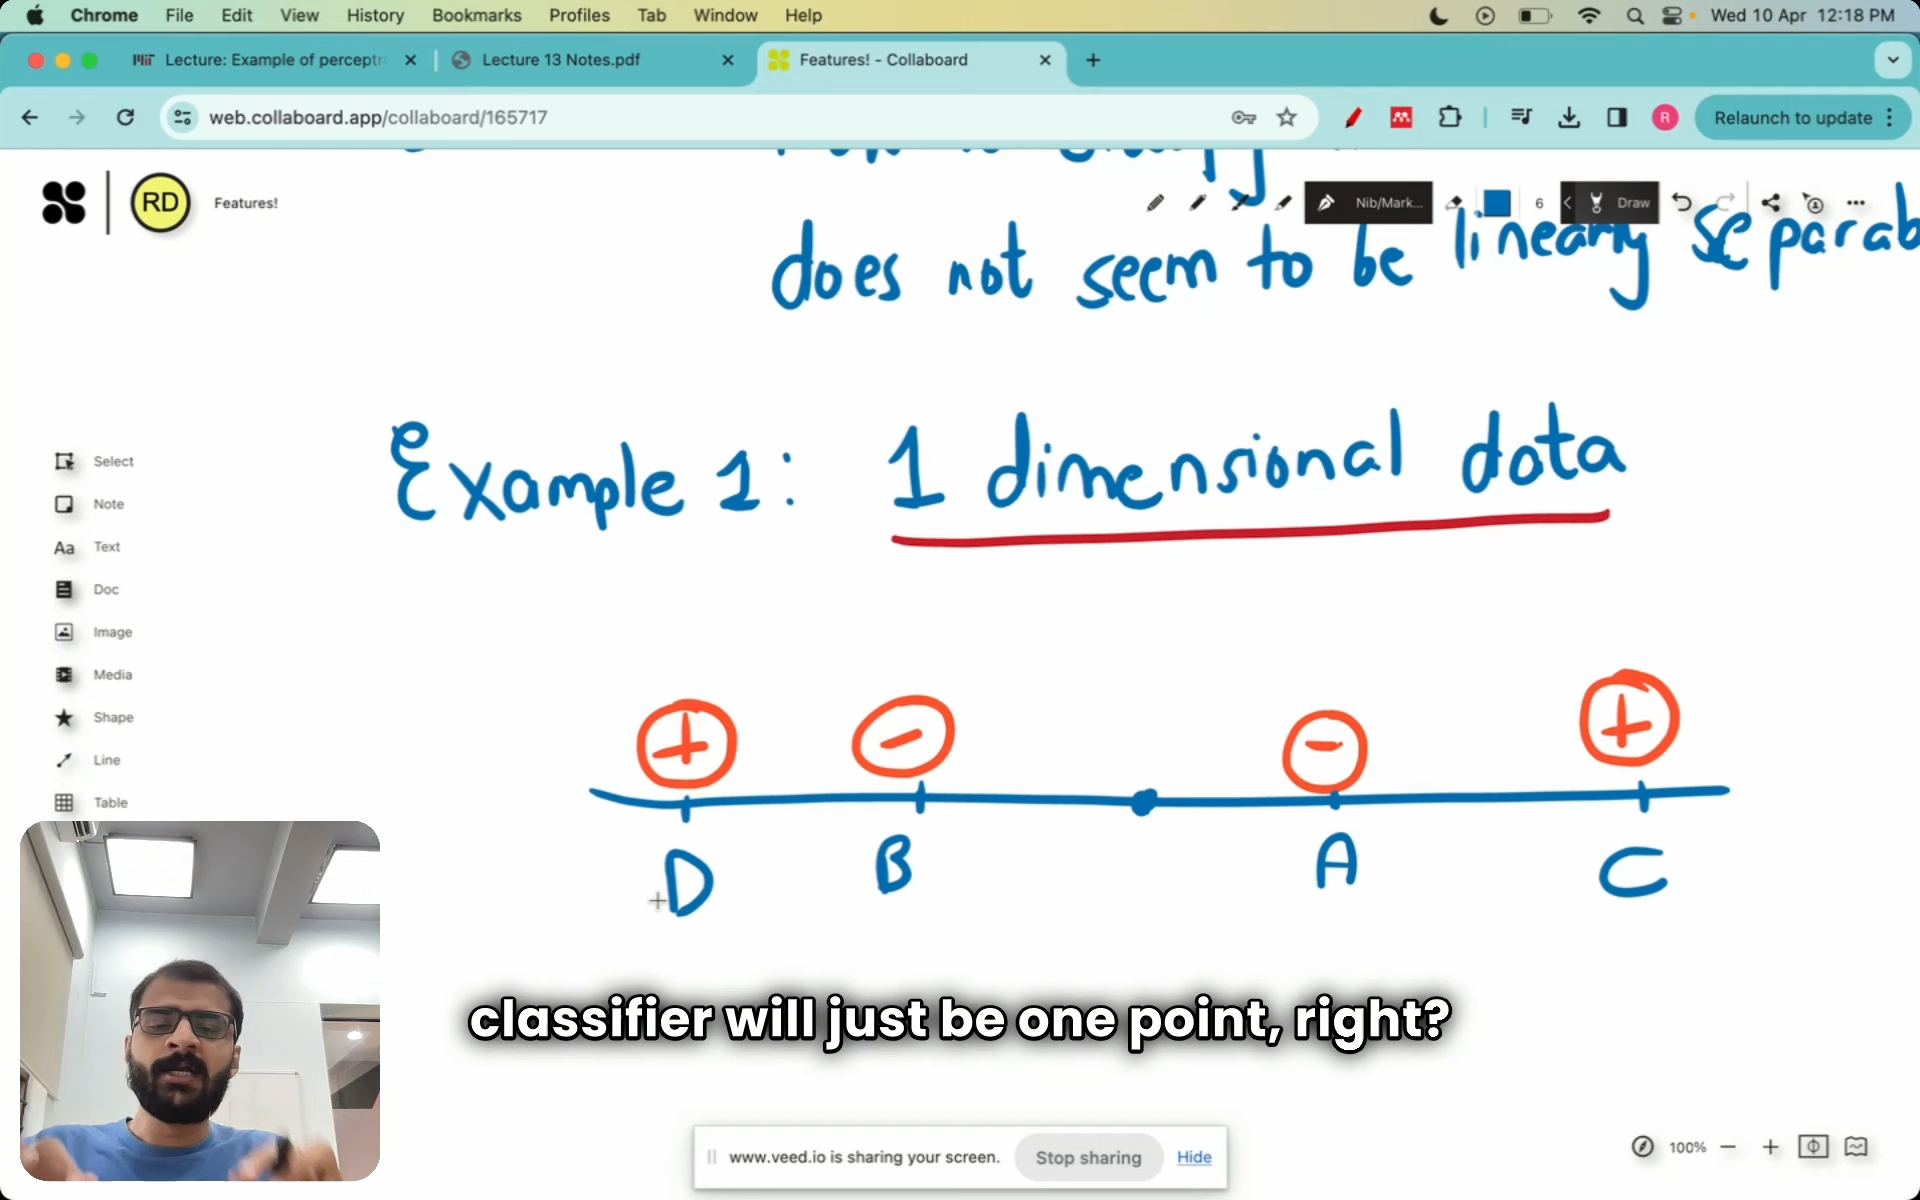 Chrome File Edit View History Bookmarks Profiles Tab Window Help Wed 10 Apr 12:18 PM
Lecture: Example of perceptr Lecture 13 Notes.pdf Features! - Collaboard
web.collaboard.app/collaboard/165717 Relaunch to update
RD Features! Nib/Mark... 6 Draw
does not seem to be linearly separab
Example 1: 1 dimensional data
Select
Note
Aa Text
Doc
Image
Media
Shape
Line
Table
+ - - +
D B A C
classifier will just be one point, right?
www.veed.io is sharing your screen. Stop sharing Hide
100%